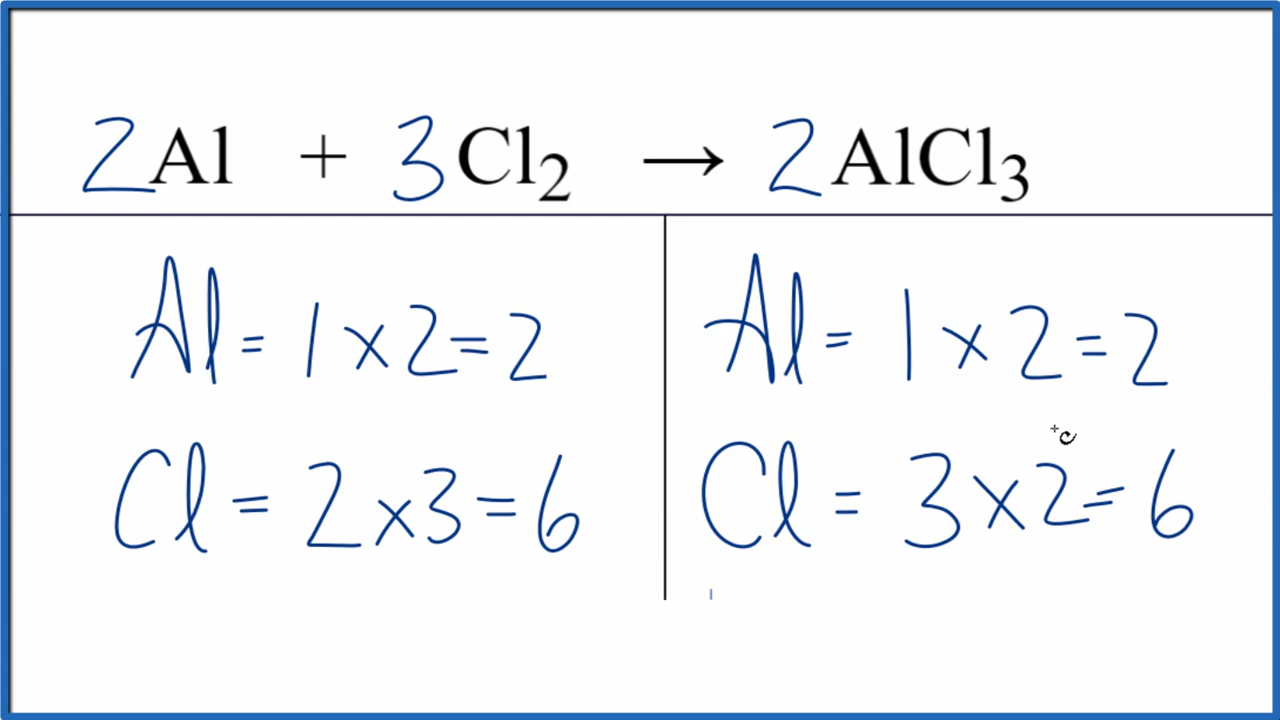 2Al + 3Cl₂ → 2AlCl₃
Al = 1 × 2 = 2
Cl = 2 × 3 = 6
Al = 1 × 2 = 2
Cl = 3 × 2 = 6